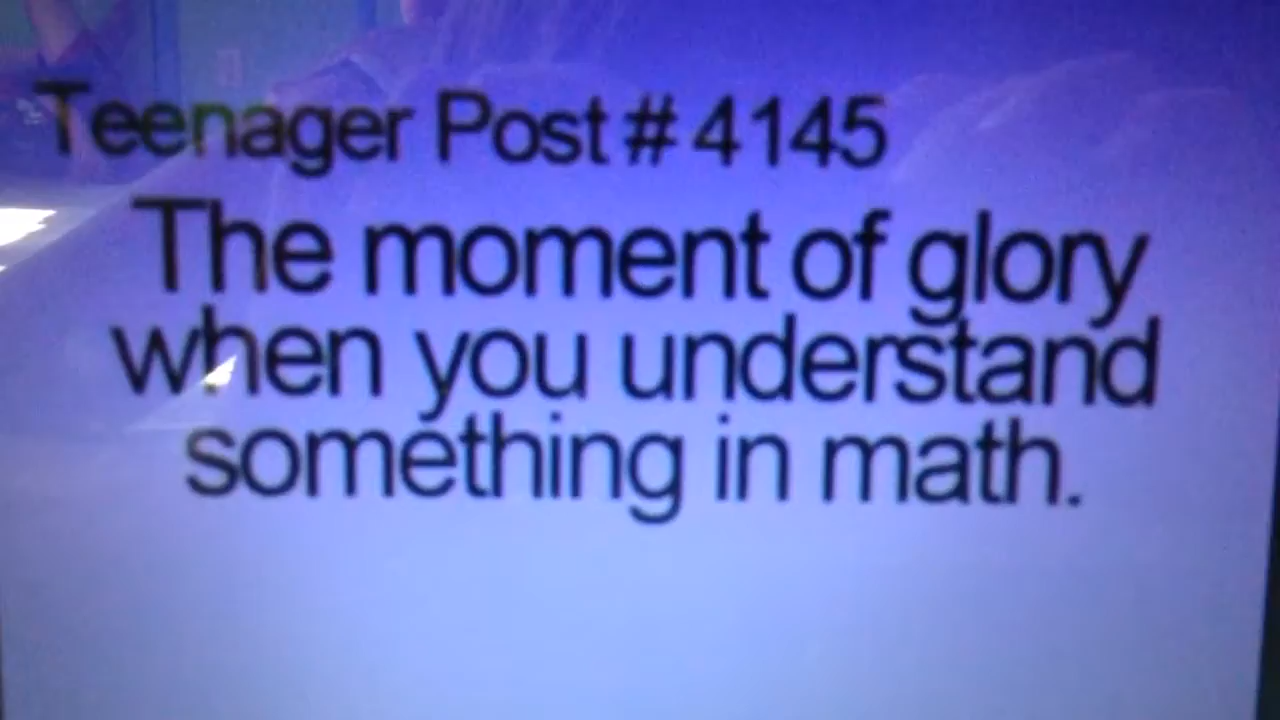 Teenager Post #4145
The moment of glory
when you understand
something in math.